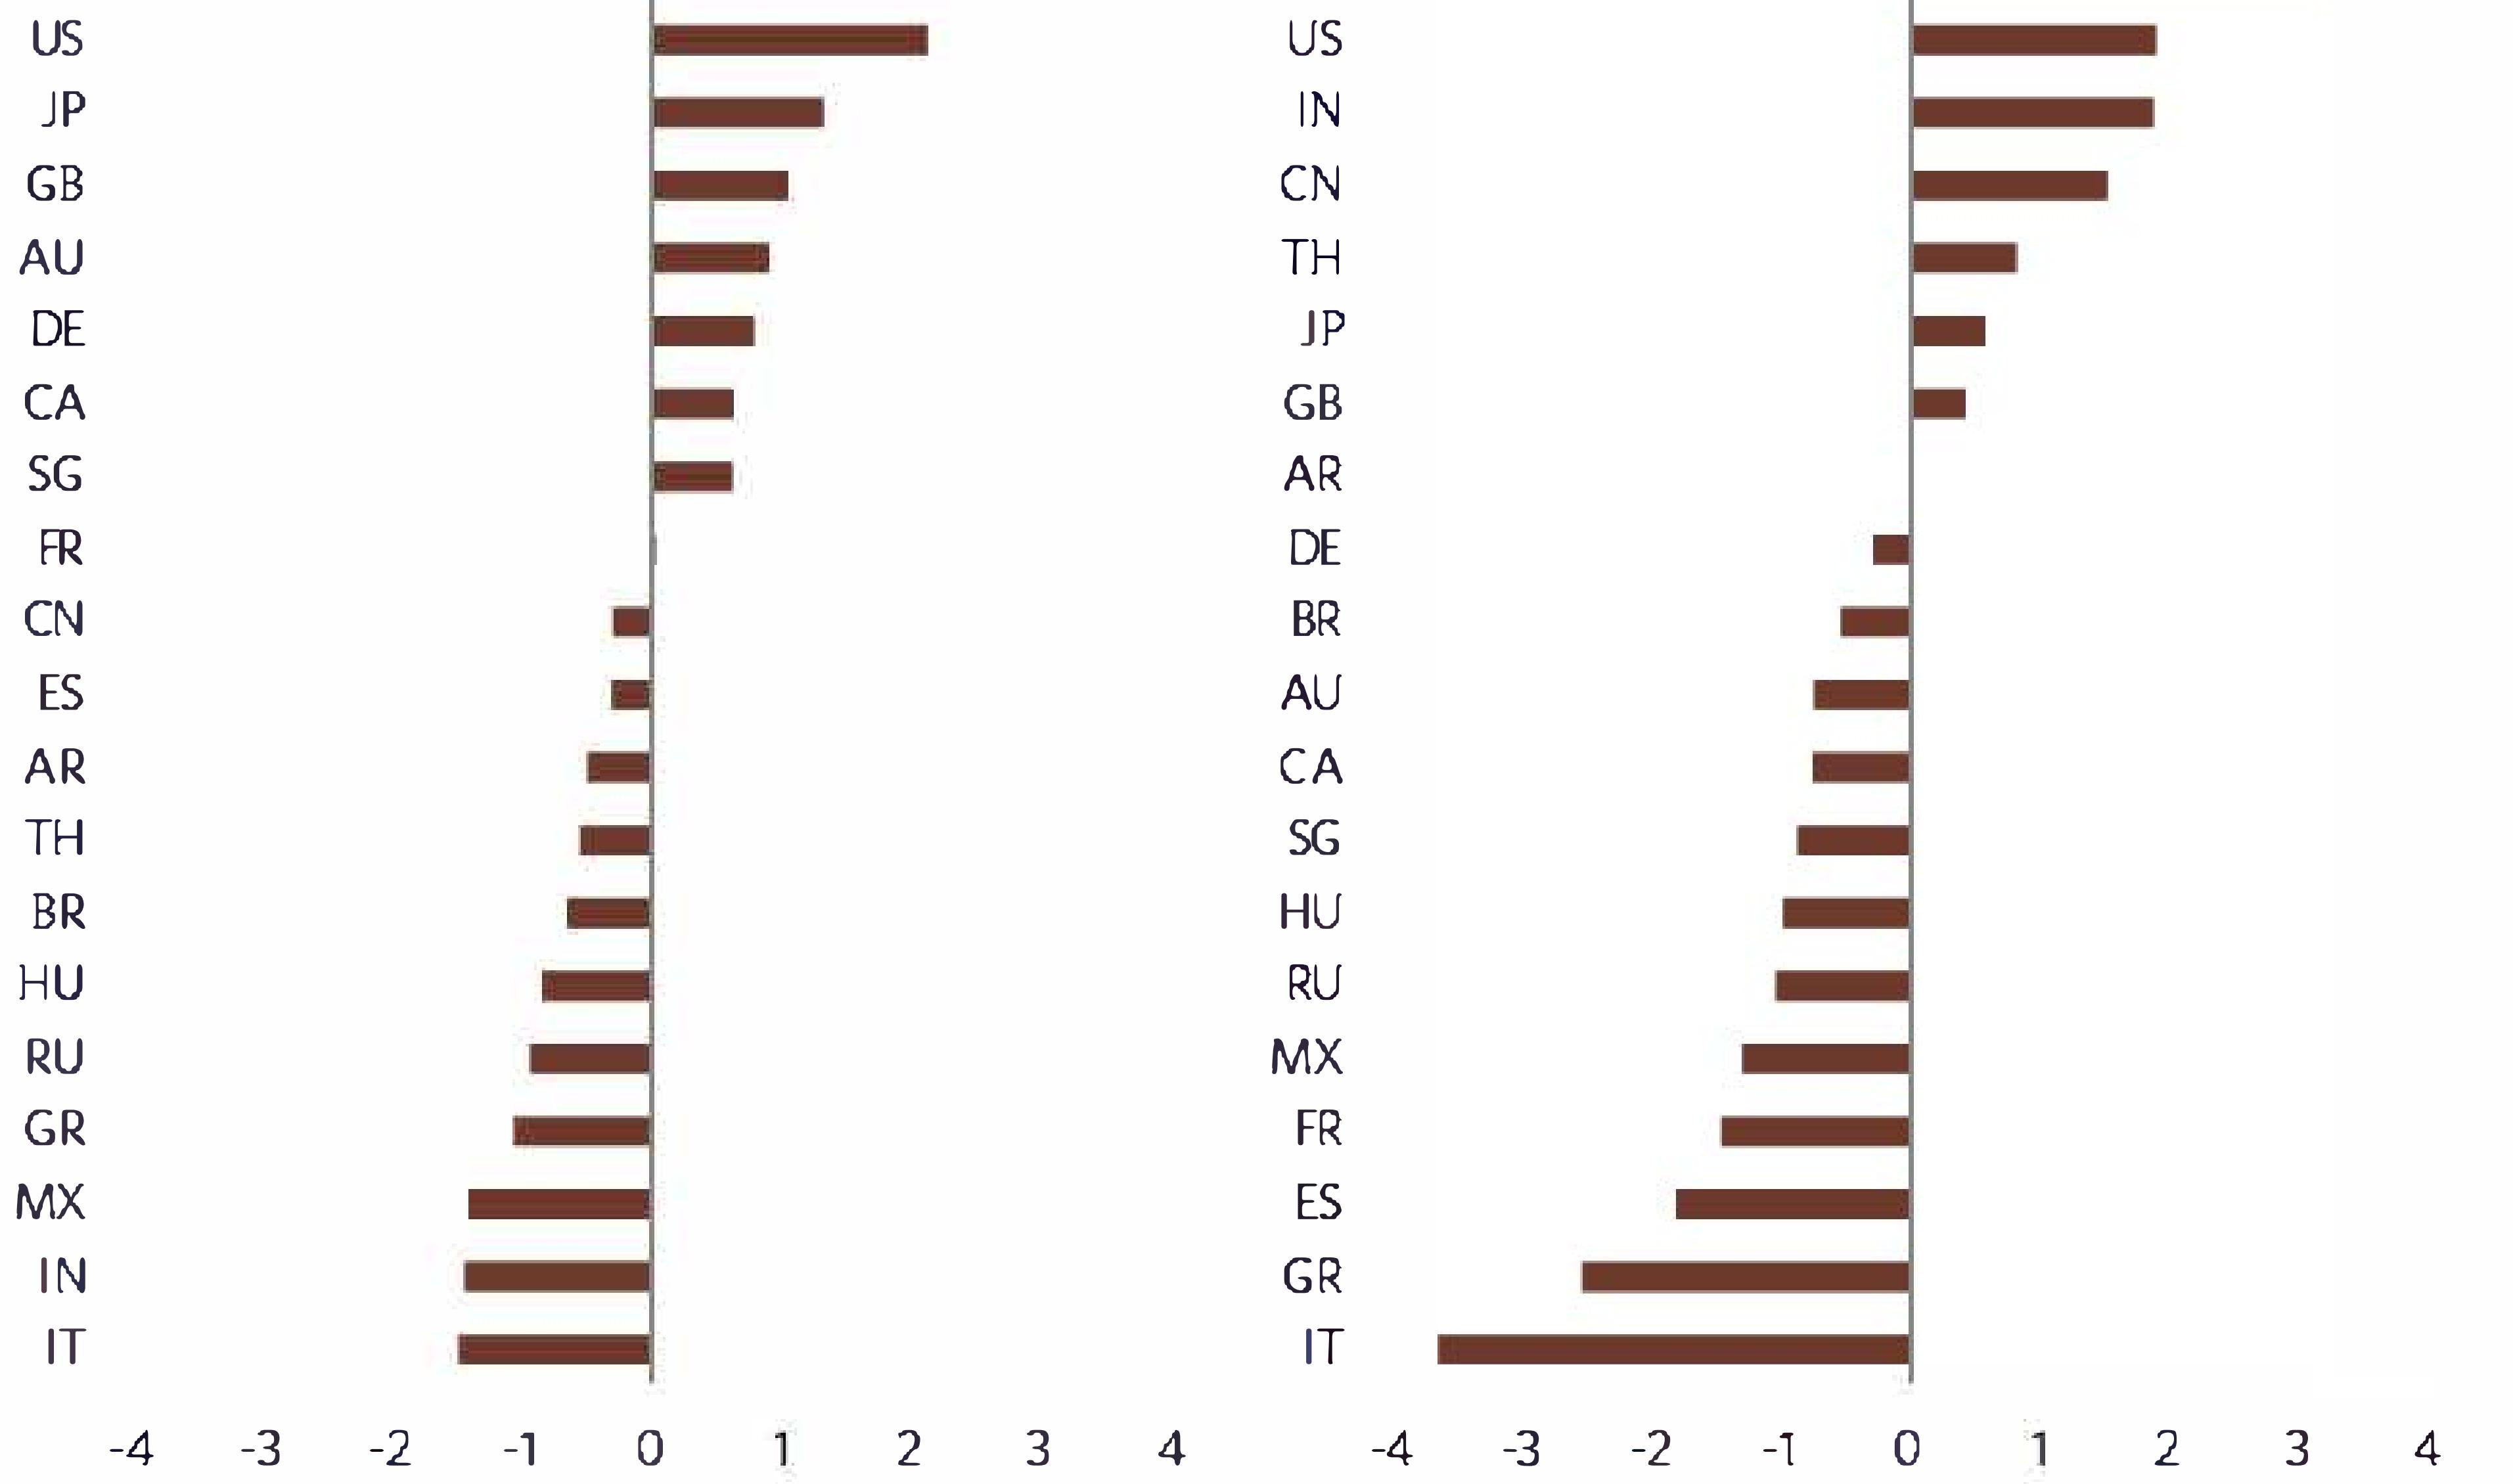 US
JP
GB
AU
DE
CA
SG
FR
CN
ES
AR
TH
BR
HU
RU
GR
MX
IN
IT
-4 -3 -2 -1 0 1 2 3 4
US
IN
CN
TH
JP
GB
AR
DE
BR
AU
CA
SG
HU
RU
MX
FR
ES
GR
IT
-4 -3 -2 -1 0 1 2 3 4